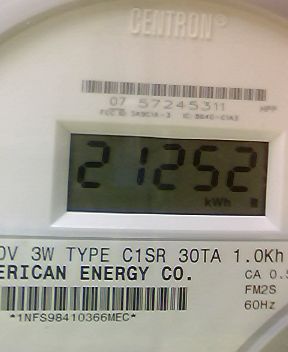 CENTRON®
07 57245311
21252
kWh
0V 3W TYPE C1SR 30TA 1.0Kh
ERICAN ENERGY CO.
CA 0.5
FM2S
60Hz
*1NFS98410366MEC*